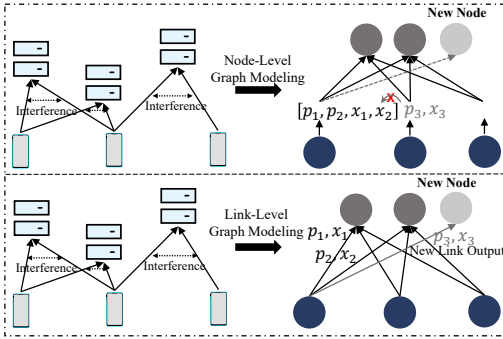 New Node
Node-Level
Graph Modeling
Interference
Interference
[p₁, p₂, x₁, x₂] p₃, x₃
x
New Node
Link-Level
Graph Modeling
p₁, x₁
p₃, x₃
p₂, x₂
New Link Output
Interference
Interference